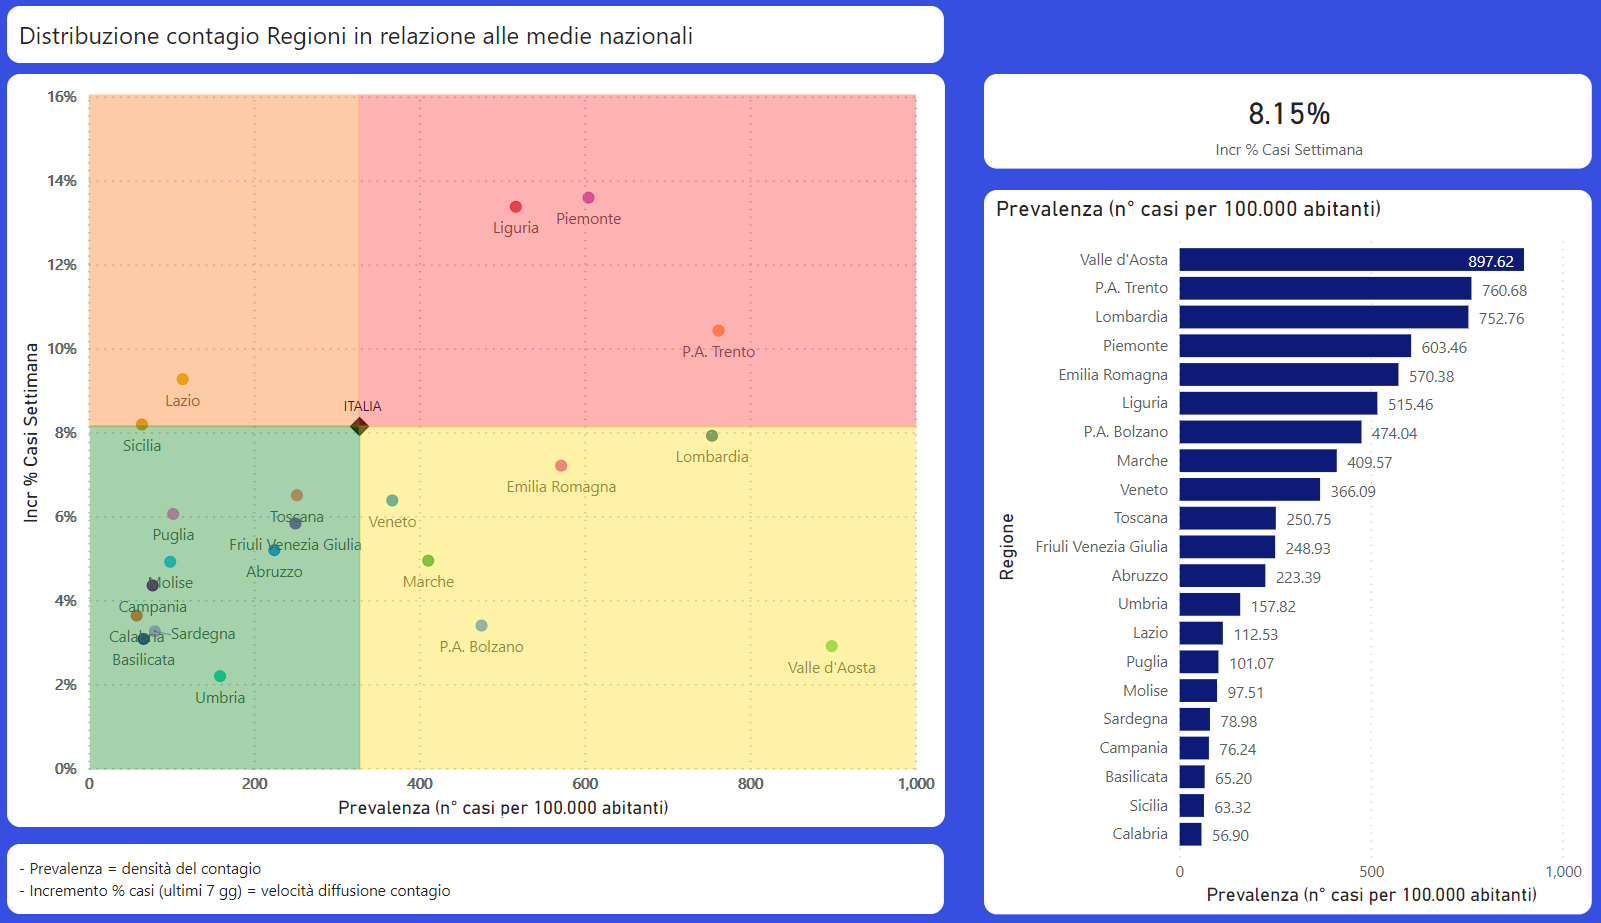 Distribuzione contagio Regioni in relazione alle medie nazionali
16%
14%
12%
10%
8%
6%
4%
2%
0%
Incr % Casi Settimana
Piemonte
Liguria
P.A. Trento
Lazio
ITALIA
Sicilia
Lombardia
Emilia Romagna
Toscana
Veneto
Puglia
Friuli Venezia Giulia
Abruzzo
Molise
Marche
Campania
Calabria
Sardegna
P.A. Bolzano
Basilicata
Valle d'Aosta
Umbria
0
200
400
600
800
1,000
Prevalenza (n° casi per 100.000 abitanti)
- Prevalenza = densità del contagio
- Incremento % casi (ultimi 7 gg) = velocità diffusione contagio
8.15%
Incr % Casi Settimana
Prevalenza (n° casi per 100.000 abitanti)
Regione
Valle d'Aosta 897.62
P.A. Trento 760.68
Lombardia 752.76
Piemonte 603.46
Emilia Romagna 570.38
Liguria 515.46
P.A. Bolzano 474.04
Marche 409.57
Veneto 366.09
Toscana 250.75
Friuli Venezia Giulia 248.93
Abruzzo 223.39
Umbria 157.82
Lazio 112.53
Puglia 101.07
Molise 97.51
Sardegna 78.98
Campania 76.24
Basilicata 65.20
Sicilia 63.32
Calabria 56.90
0
500
1,000
Prevalenza (n° casi per 100.000 abitanti)